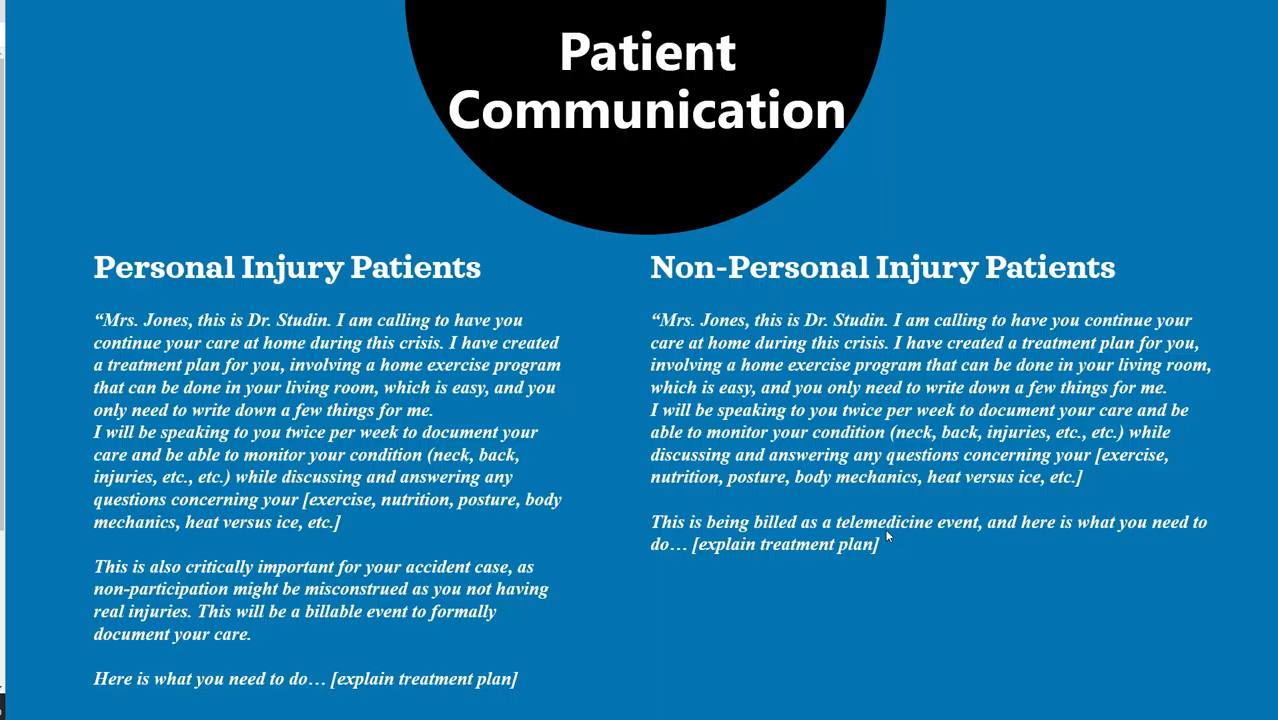 Patient
Communication
Personal Injury Patients
“Mrs. Jones, this is Dr. Studin. I am calling to have you
continue your care at home during this crisis. I have created
a treatment plan for you, involving a home exercise program
that can be done in your living room, which is easy, and you
only need to write down a few things for me.
I will be speaking to you twice per week to document your
care and be able to monitor your condition (neck, back,
injuries, etc., etc.) while discussing and answering any
questions concerning your [exercise, nutrition, posture, body
mechanics, heat versus ice, etc.]
This is also critically important for your accident case, as
non-participation might be misconstrued as you not having
real injuries. This will be a billable event to formally
document your care.
Here is what you need to do… [explain treatment plan]
Non-Personal Injury Patients
“Mrs. Jones, this is Dr. Studin. I am calling to have you continue your
care at home during this crisis. I have created a treatment plan for you,
involving a home exercise program that can be done in your living room,
which is easy, and you only need to write down a few things for me.
I will be speaking to you twice per week to document your care and be
able to monitor your condition (neck, back, injuries, etc., etc.) while
discussing and answering any questions concerning your [exercise,
nutrition, posture, body mechanics, heat versus ice, etc.]
This is being billed as a telemedicine event, and here is what you need to
do… [explain treatment plan]